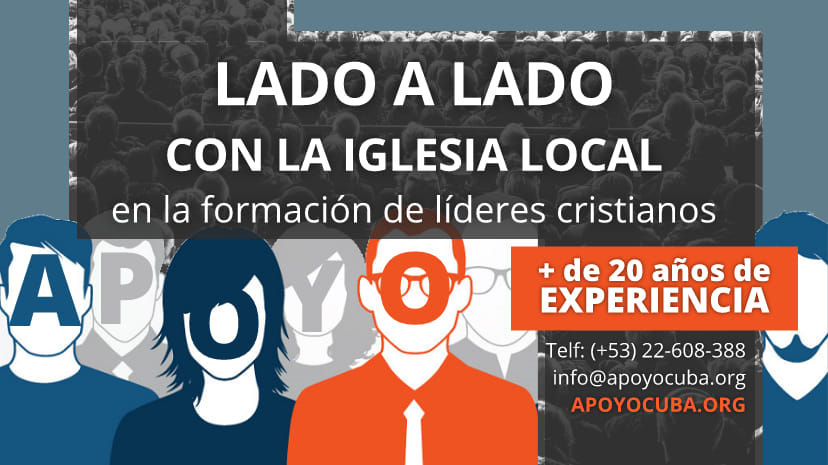 LADO A LADO
CON LA IGLESIA LOCAL
en la formación de líderes cristianos
APOYO
+ de 20 años de
EXPERIENCIA
Telf: (+53) 22-608-388
info@apoyocuba.org
APOYOCUBA.ORG